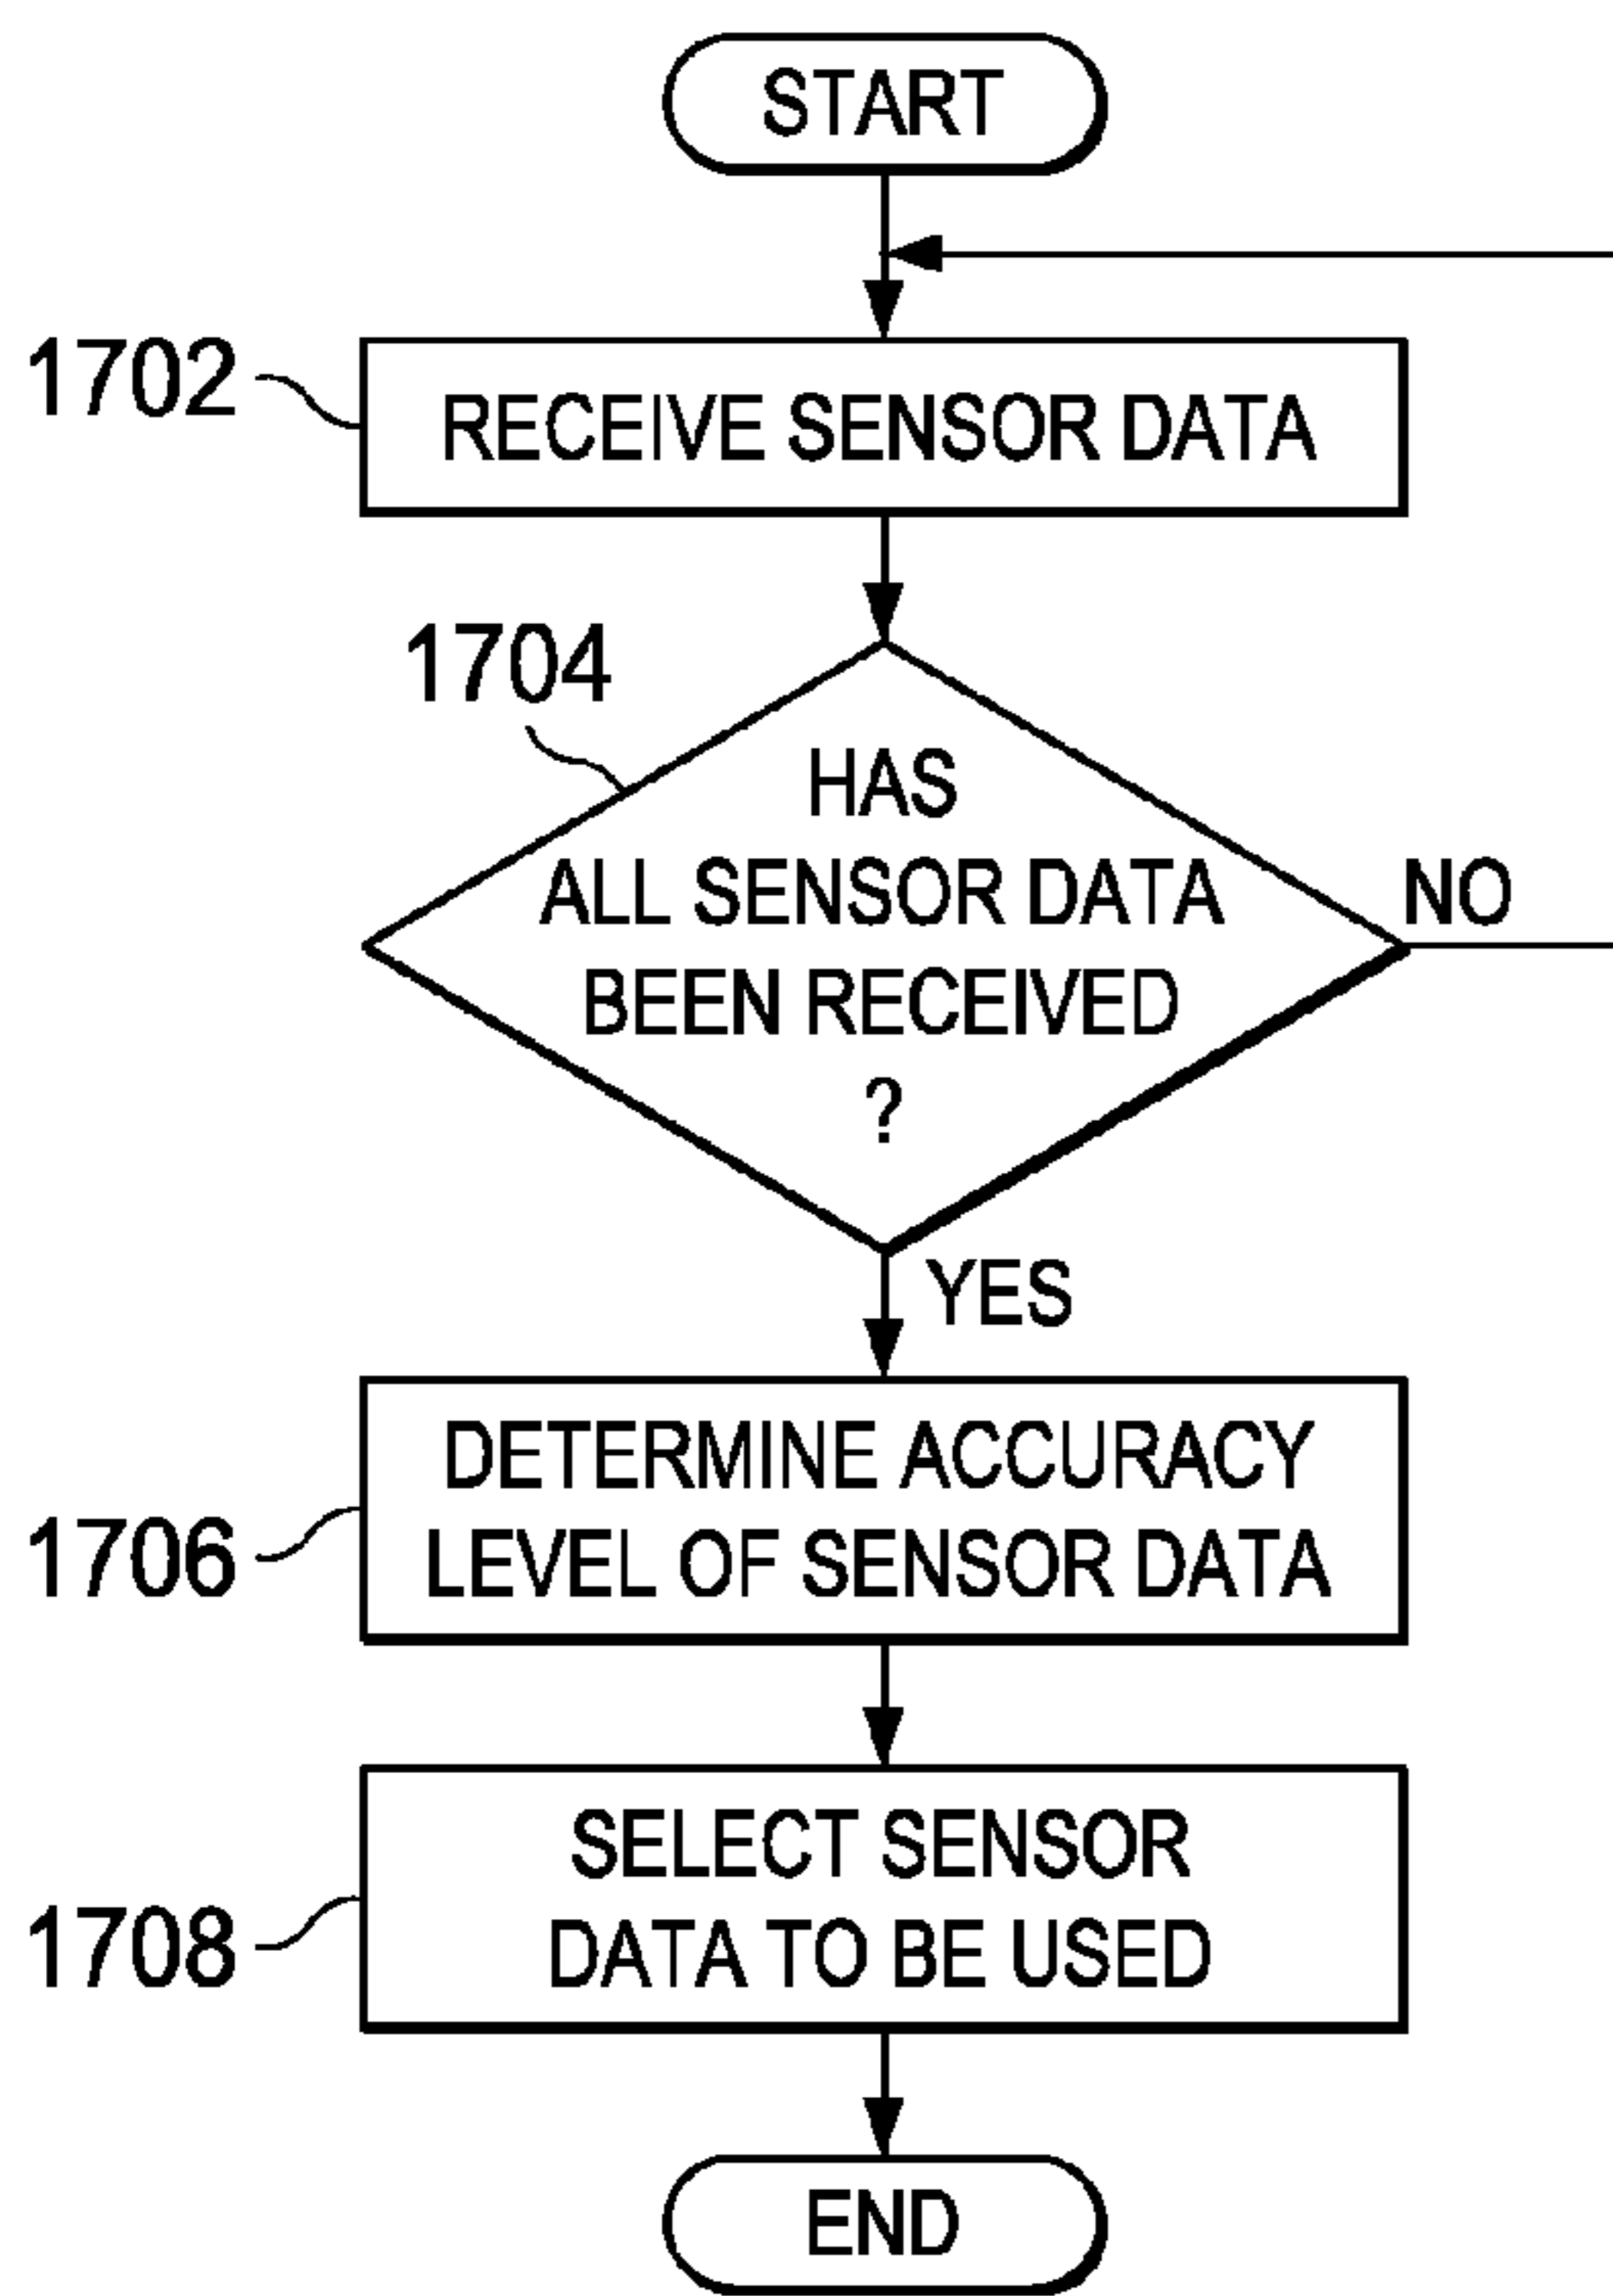 START
1702
RECEIVE SENSOR DATA
1704
HAS
ALL SENSOR DATA
BEEN RECEIVED
?
NO
YES
1706
DETERMINE ACCURACY
LEVEL OF SENSOR DATA
1708
SELECT SENSOR
DATA TO BE USED
END